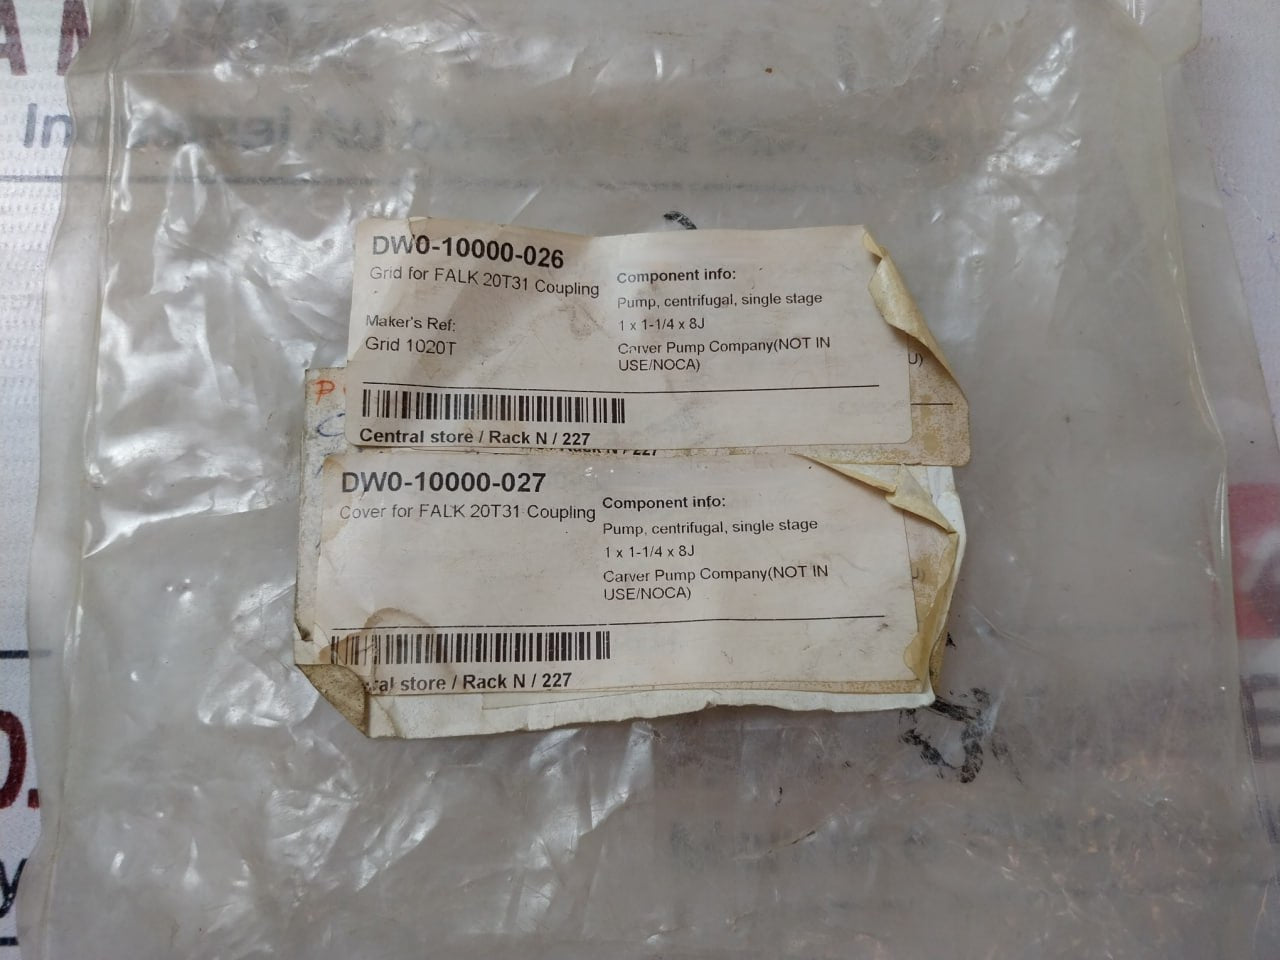 DW0-10000-026
Grid for FALK 20T31 Coupling
Maker's Ref:
Grid 1020T
Component info:
Pump, centrifugal, single stage
1 x 1-1/4 x 8J
Carver Pump Company(NOT IN
USE/NOCA)
U)
Central store / Rack N / 227
Rack N / 227
DW0-10000-027
Cover for FALK 20T31 Coupling
Component info:
Pump, centrifugal, single stage
1 x 1-1/4 x 8J
Carver Pump Company(NOT IN
USE/NOCA)
U)
ral store / Rack N / 227